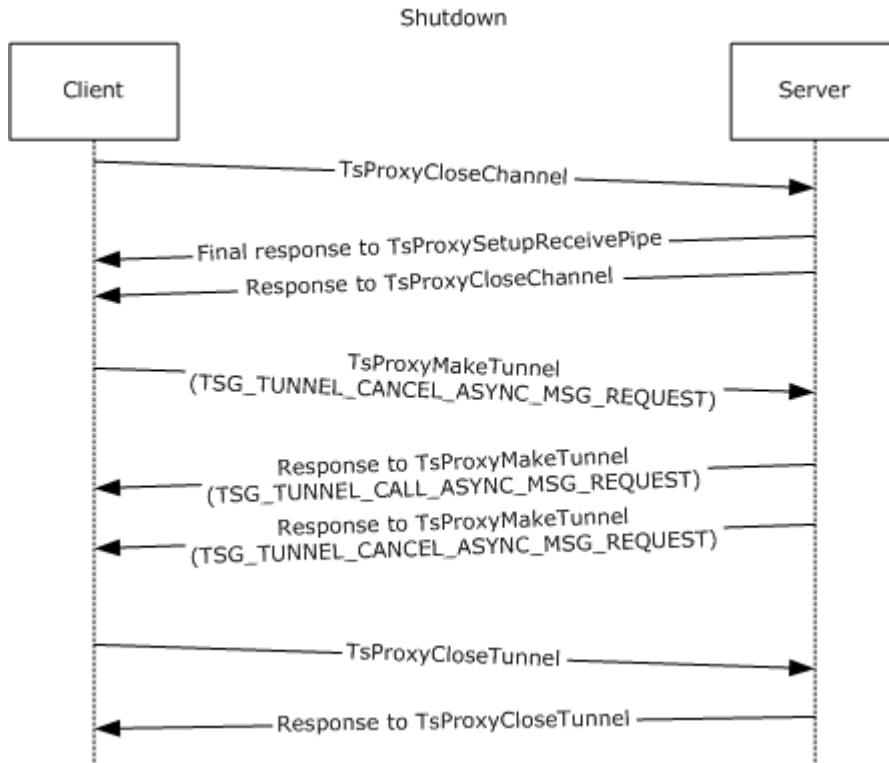 Shutdown
Client
Server
TsProxyCloseChannel
Final response to TsProxySetupReceivePipe
Response to TsProxyCloseChannel
TsProxyMakeTunnel
(TSG_TUNNEL_CANCEL_ASYNC_MSG_REQUEST)
Response to TsProxyMakeTunnel
(TSG_TUNNEL_CALL_ASYNC_MSG_REQUEST)
Response to TsProxyMakeTunnel
(TSG_TUNNEL_CANCEL_ASYNC_MSG_REQUEST)
TsProxyCloseTunnel
Response to TsProxyCloseTunnel